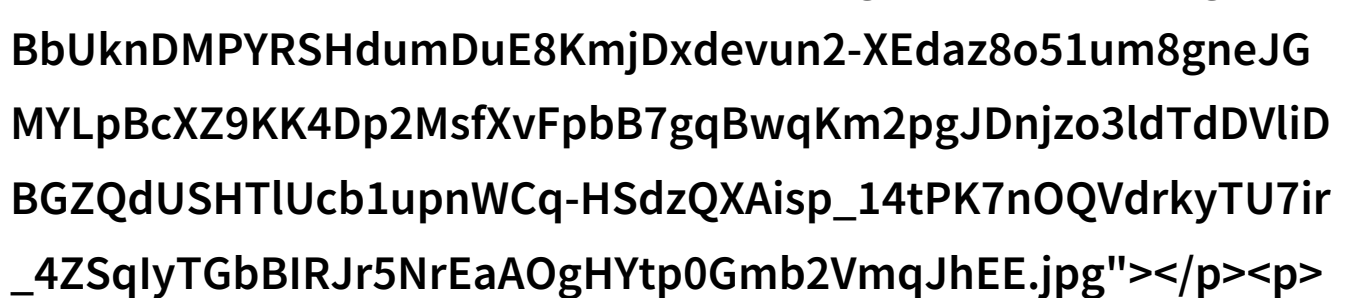 BbUknDMPYRSHdumDuE8KmjDxdevun2-XEdaz8o51um8gneJG
MYLpBcXZ9KK4Dp2MsfXvFpbB7gqBwqKm2pgJDnjzo3ldTdDVliD
BGZQdUSHTlUcb1upnWCq-HSdzQXAisp_14tPK7nOQVdrkyTU7ir
_4ZSqIyTGbBIRJr5NrEaAOgHYtp0Gmb2VmqJhEE.jpg"></p><p>